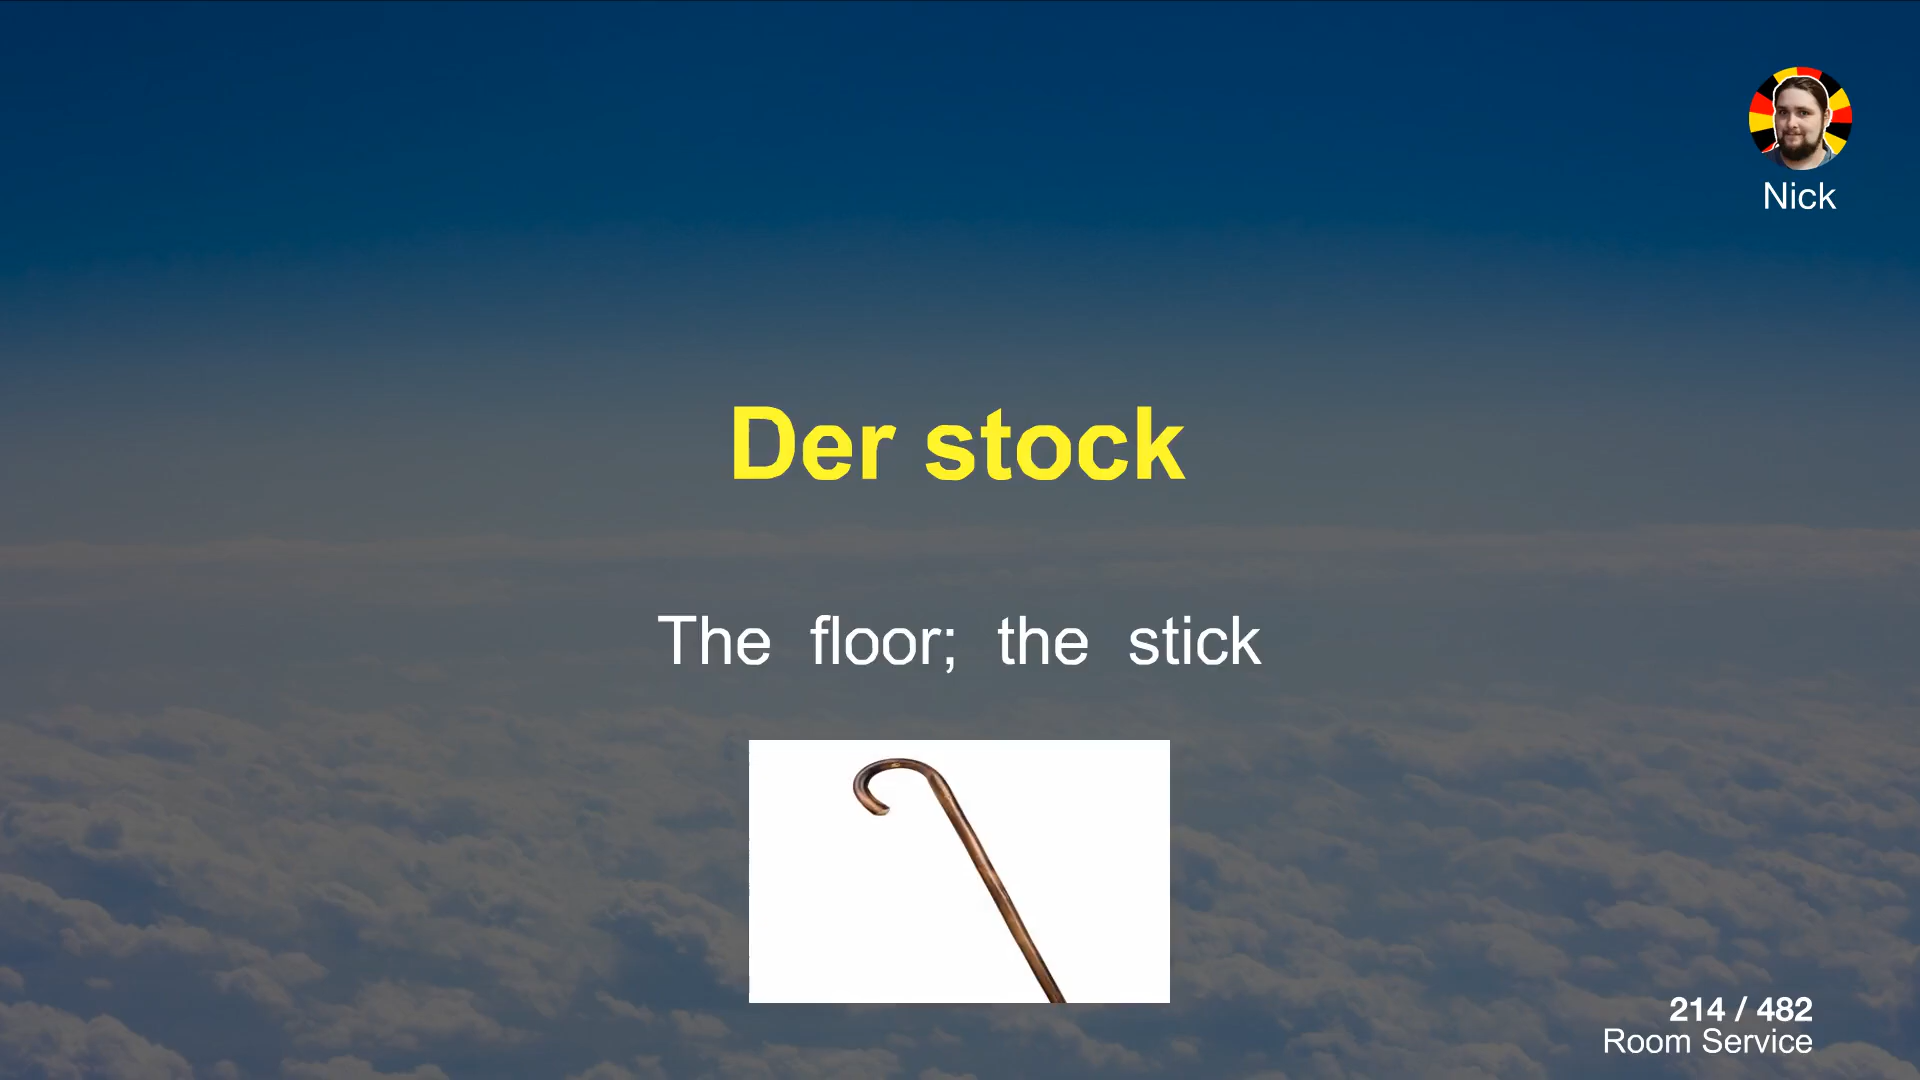 Nick
Der stock
The floor; the stick
214 / 482
Room Service